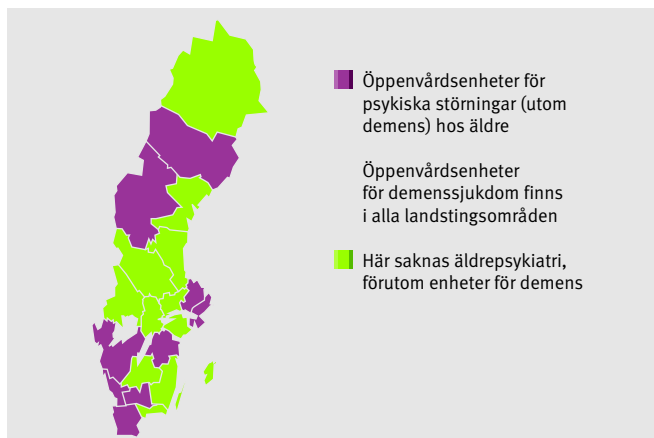 Öppenvårdsenheter för
psykiska störningar (utom
demens) hos äldre
Öppenvårdsenheter
för demenssjukdom finns
i alla landstingsområden
Här saknas äldrepsykiatri,
förutom enheter för demens